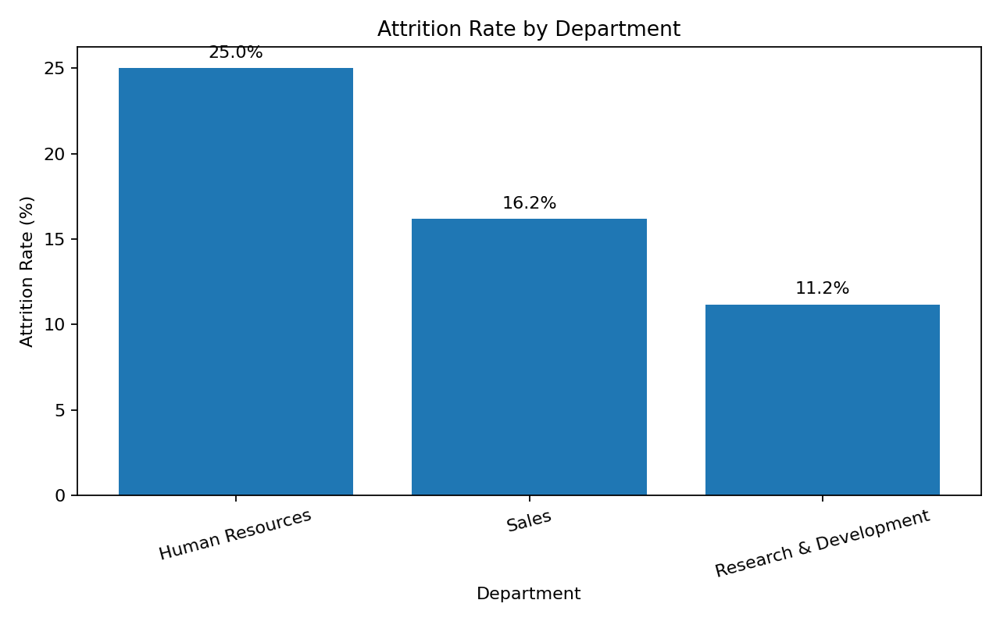 Attrition Rate by Department
25.0%
16.2%
11.2%
25
20
15
10
5
0
Attrition Rate (%)
Human Resources
Sales
Research & Development
Department